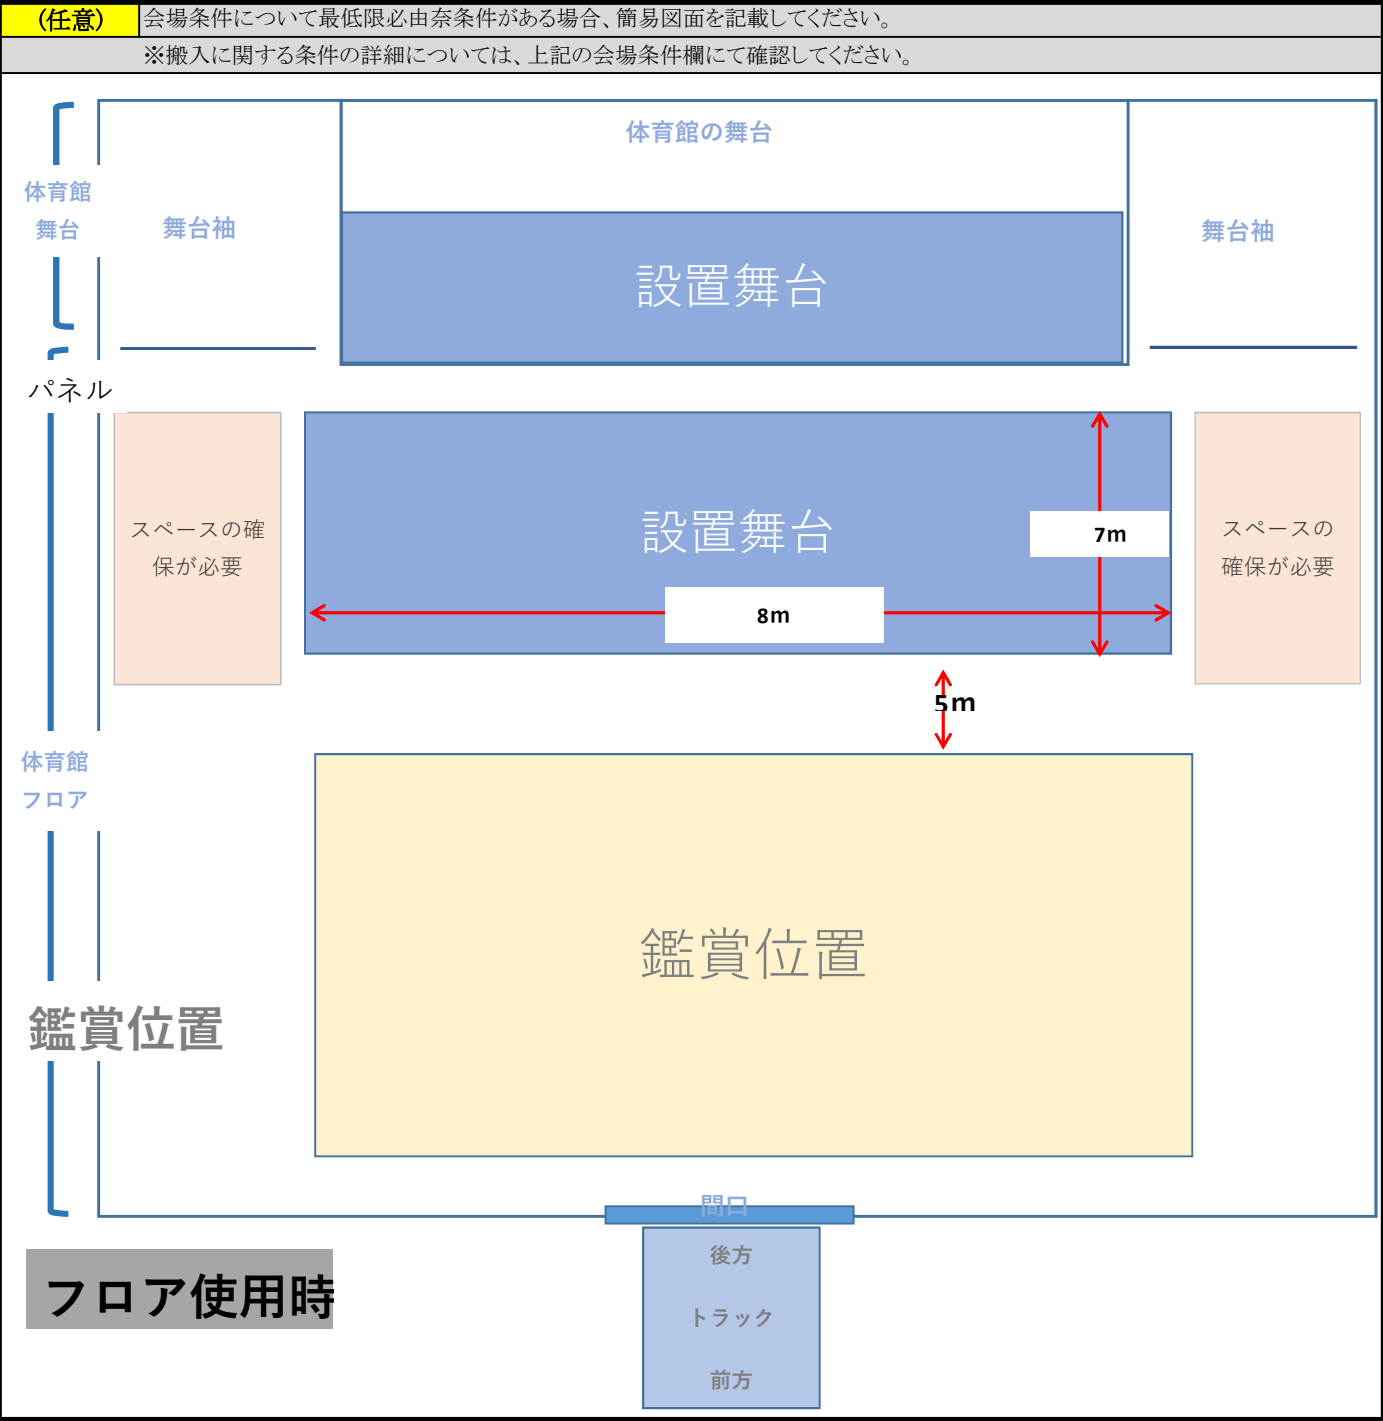 (任意) 会場条件について最低限必由奈条件がある場合、簡易図面を記載してください。
※搬入に関する条件の詳細については、上記の会場条件欄にて確認してください。
体育館の舞台
体育館
舞台
舞台袖
舞台袖
設置舞台
パネル
スペースの確
保が必要
設置舞台
7m
8m
スペースの
確保が必要
5m
体育館
フロア
鑑賞位置
鑑賞位置
間口
後方
トラック
前方
フロア使用時